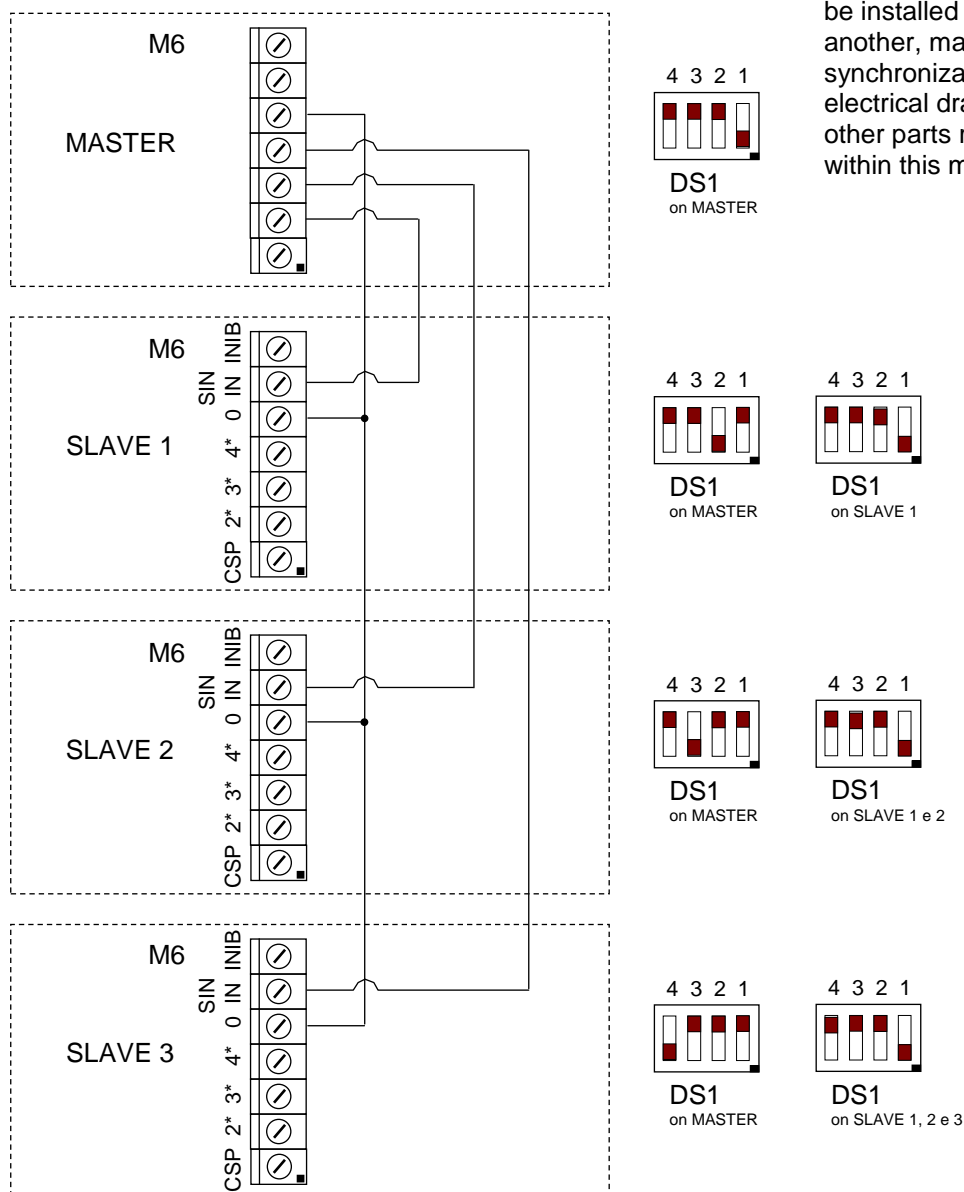 be installed
another, ma
synchroniza
electrical dra
other parts r
within this m
M6
MASTER
4 3 2 1
DS1
on MASTER
M6
SLAVE 1
INIB
SIN
IN
0
4*
3*
2*
CSP
4 3 2 1
DS1
on MASTER
4 3 2 1
DS1
on SLAVE 1
M6
SLAVE 2
INIB
SIN
IN
0
4*
3*
2*
CSP
4 3 2 1
DS1
on MASTER
4 3 2 1
DS1
on SLAVE 1 e 2
M6
SLAVE 3
INIB
SIN
IN
0
4*
3*
2*
CSP
4 3 2 1
DS1
on MASTER
4 3 2 1
DS1
on SLAVE 1, 2 e 3